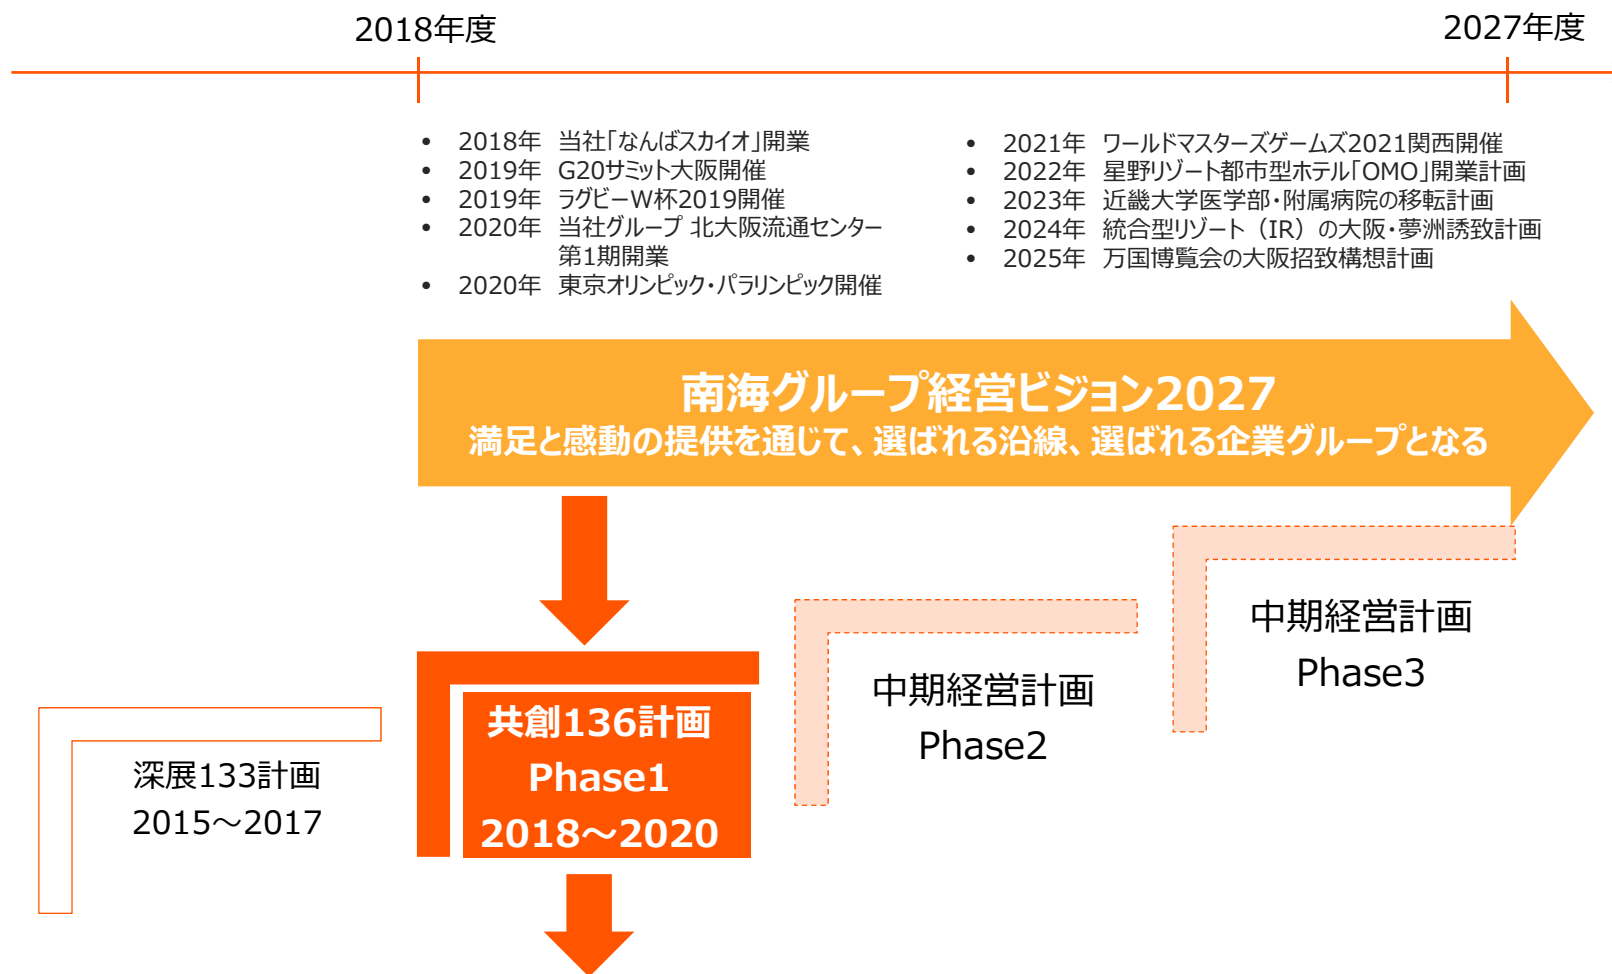 2018年度
2027年度
• 2018年 当社「なんばスカイオ」開業
• 2019年 G20サミット大阪開催
• 2019年 ラグビーW杯2019開催
• 2020年 当社グループ 北大阪流通センター
第1期開業
• 2020年 東京オリンピック・パラリンピック開催
• 2021年 ワールドマスターズゲームズ2021関西開催
• 2022年 星野リゾート都市型ホテル「OMO」開業計画
• 2023年 近畿大学医学部・附属病院の移転計画
• 2024年 統合型リゾート（IR）の大阪・夢洲誘致計画
• 2025年 万国博覧会の大阪招致構想計画
南海グループ経営ビジョン2027
満足と感動の提供を通じて、選ばれる沿線、選ばれる企業グループとなる
深展133計画
2015～2017
共創136計画
Phase1
2018～2020
中期経営計画
Phase2
中期経営計画
Phase3